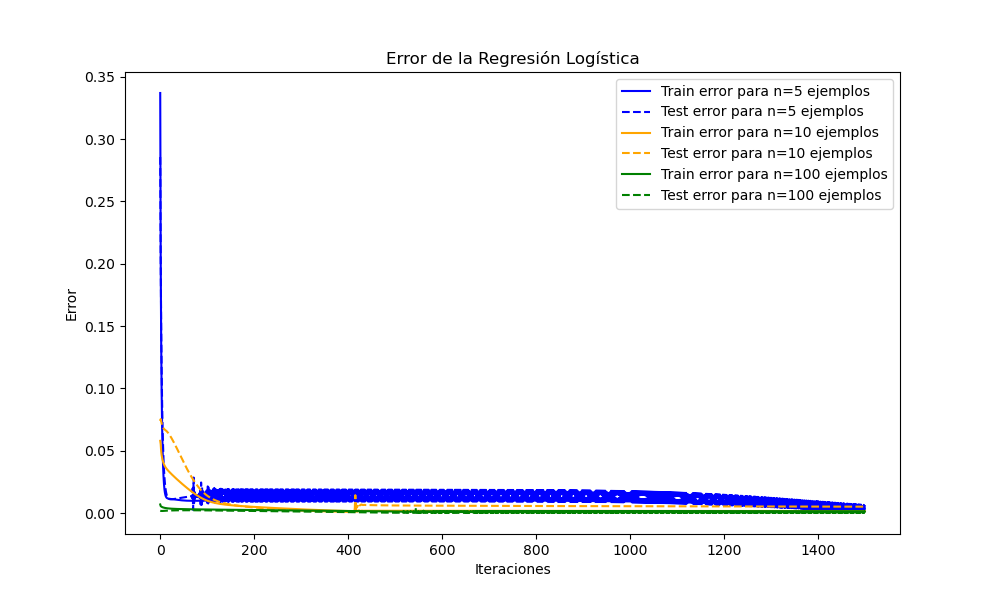 Error de la Regresión Logística
Train error para n=5 ejemplos
Test error para n=5 ejemplos
Train error para n=10 ejemplos
Test error para n=10 ejemplos
Train error para n=100 ejemplos
Test error para n=100 ejemplos
Error
0.35
0.30
0.25
0.20
0.15
0.10
0.05
0.00
0 200 400 600 800 1000 1200 1400
Iteraciones